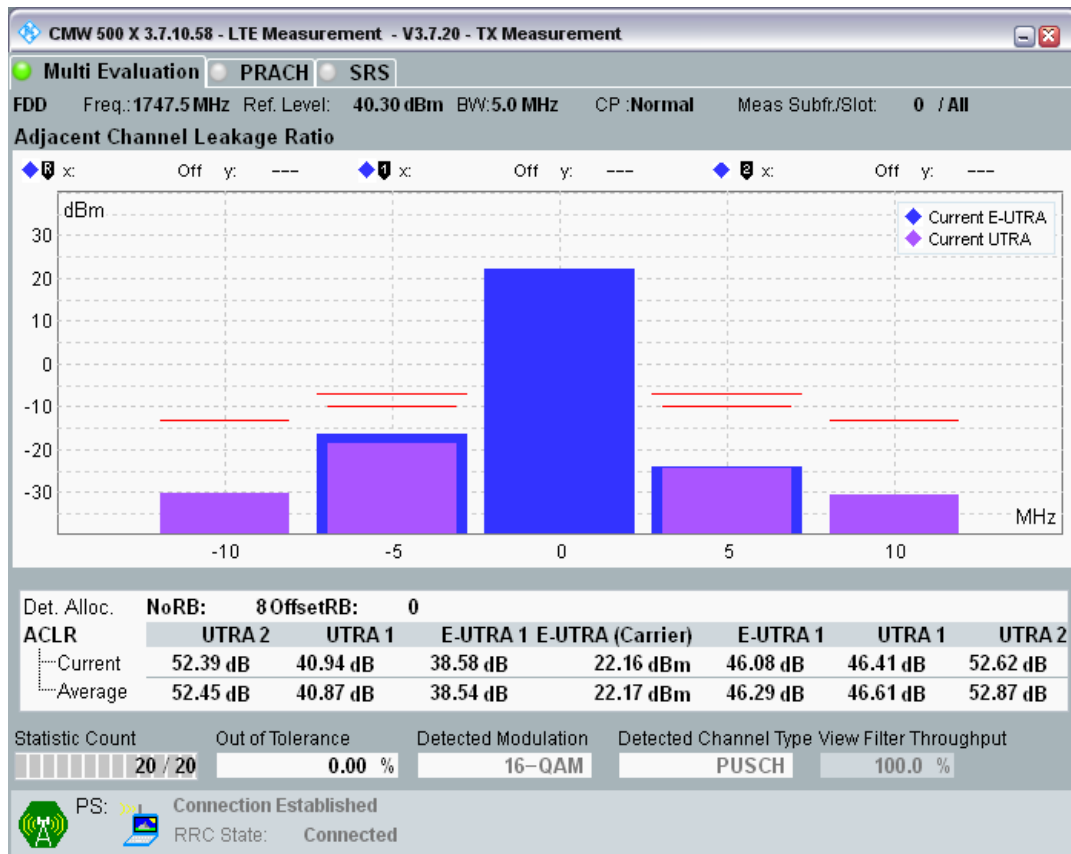 CMW 500 X 3.7.10.58 - LTE Measurement - V3.7.20 - TX Measurement
Multi Evaluation PRACH SRS
FDD Freq.:1747.5 MHz Ref. Level: 40.30 dBm BW:5.0 MHz CP :Normal Meas Subfr./Slot: 0 / All
Adjacent Channel Leakage Ratio
R x: Off y: --- 1 x: Off y: --- 2 x: Off y: ---
dBm
Current E-UTRA
Current UTRA
30
20
10
0
-10
-20
-30
MHz
-10 -5 0 5 10
Det. Alloc. NoRB: 8 OffsetRB: 0
ACLR UTRA 2 UTRA 1 E-UTRA 1 E-UTRA (Carrier) E-UTRA 1 UTRA 1 UTRA 2
Current 52.39 dB 40.94 dB 38.58 dB 22.16 dBm 46.08 dB 46.41 dB 52.62 dB
Average 52.45 dB 40.87 dB 38.54 dB 22.17 dBm 46.29 dB 46.61 dB 52.87 dB
Statistic Count Out of Tolerance Detected Modulation Detected Channel Type View Filter Throughput
20 / 20 0.00 % 16-QAM PUSCH 100.0 %
PS: Connection Established
RRC State: Connected